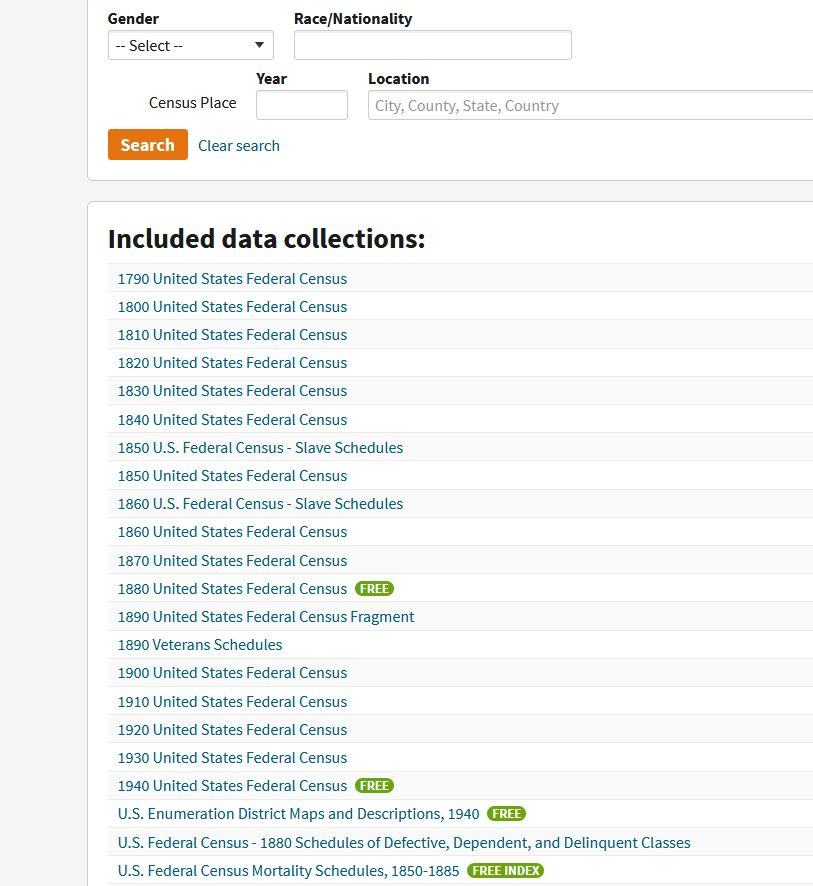 Gender Race/Nationality
-- Select --
Year Location
Census Place City, County, State, Country
Search Clear search
Included data collections:
1790 United States Federal Census
1800 United States Federal Census
1810 United States Federal Census
1820 United States Federal Census
1830 United States Federal Census
1840 United States Federal Census
1850 U.S. Federal Census - Slave Schedules
1850 United States Federal Census
1860 U.S. Federal Census - Slave Schedules
1860 United States Federal Census
1870 United States Federal Census
1880 United States Federal Census FREE
1890 United States Federal Census Fragment
1890 Veterans Schedules
1900 United States Federal Census
1910 United States Federal Census
1920 United States Federal Census
1930 United States Federal Census
1940 United States Federal Census FREE
U.S. Enumeration District Maps and Descriptions, 1940 FREE
U.S. Federal Census - 1880 Schedules of Defective, Dependent, and Delinquent Classes
U.S. Federal Census Mortality Schedules, 1850-1885 FREE INDEX